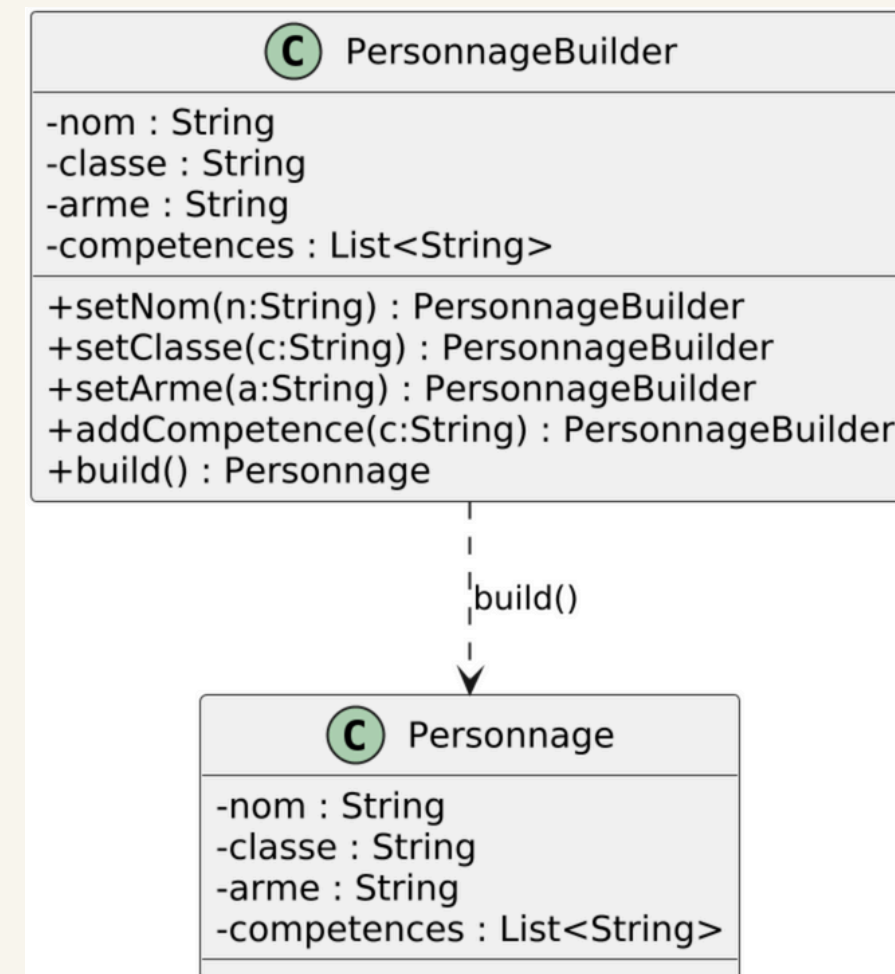 C PersonnageBuilder
-nom : String
-classe : String
-arme : String
-competences : List<String>
+setNom(n:String) : PersonnageBuilder
+setClasse(c:String) : PersonnageBuilder
+setArme(a:String) : PersonnageBuilder
+addCompetence(c:String) : PersonnageBuilder
+build() : Personnage
build()
C Personnage
-nom : String
-classe : String
-arme : String
-competences : List<String>